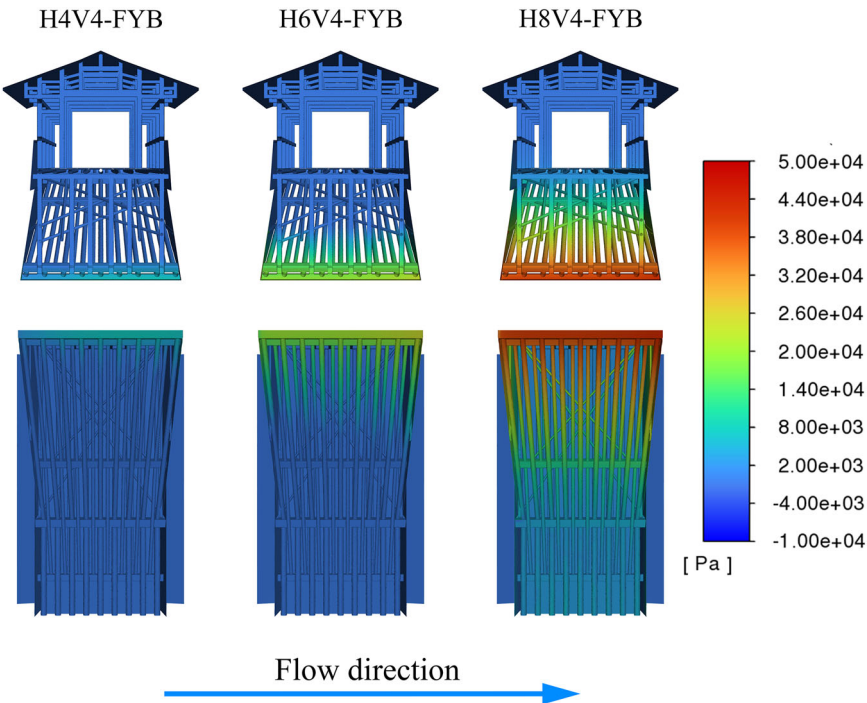 H4V4-FYB
H6V4-FYB
H8V4-FYB
5.00e+04
4.40e+04
3.80e+04
3.20e+04
2.60e+04
2.00e+04
1.40e+04
8.00e+03
2.00e+03
-4.00e+03
-1.00e+04
[ Pa ]
Flow direction